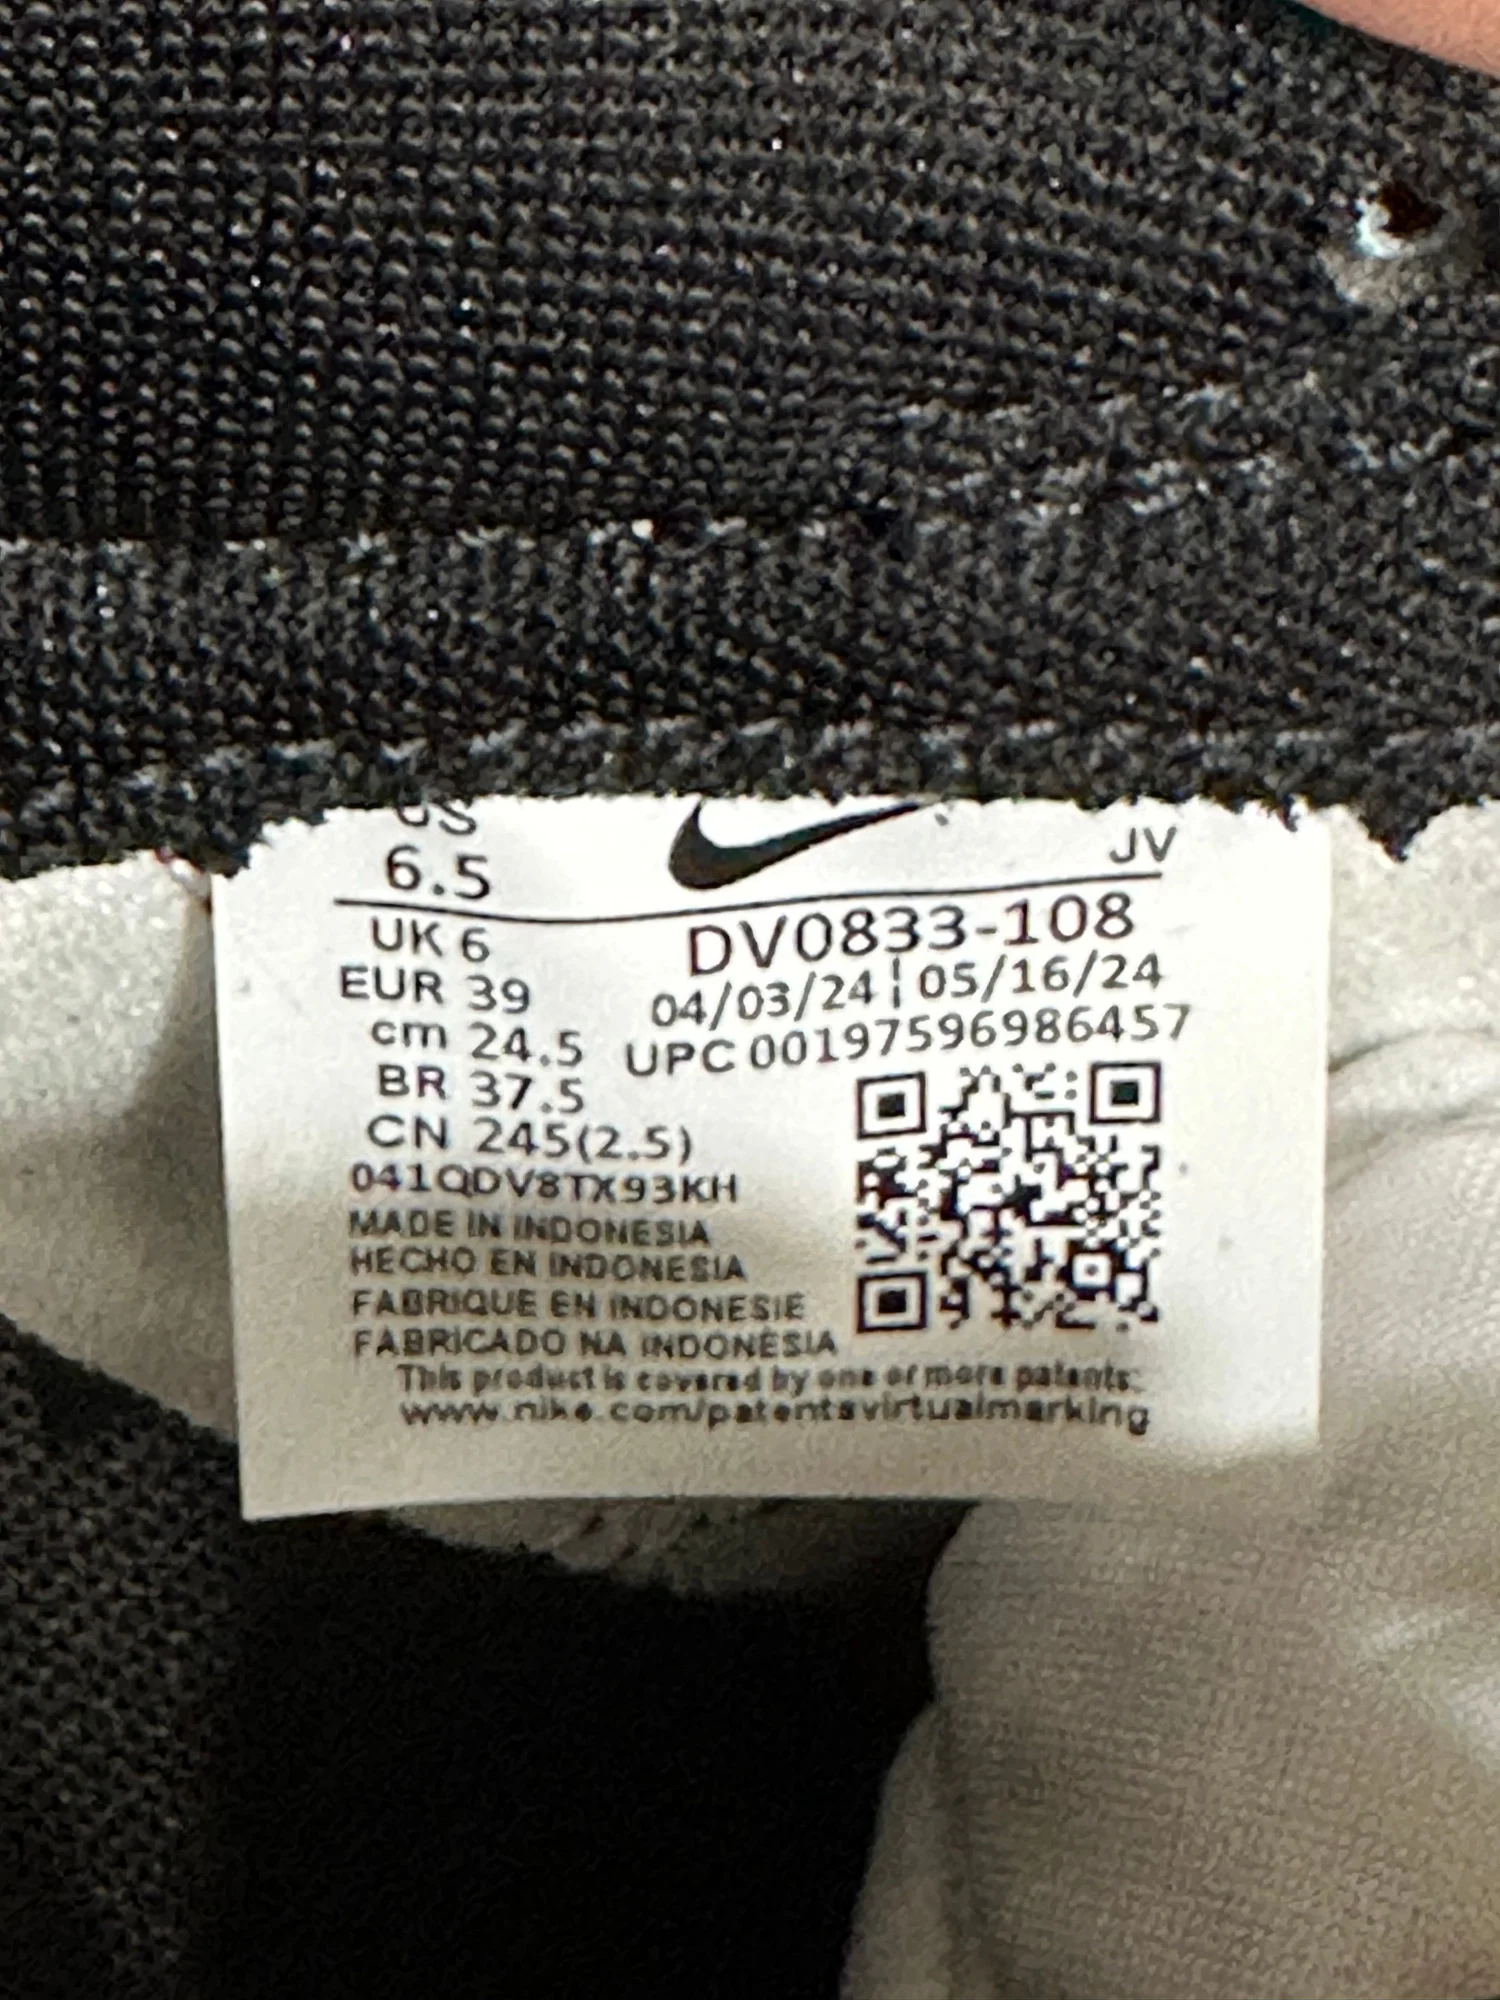 US
6.5
JV
UK 6
EUR 39
cm 24.5
BR 37.5
CN 245(2.5)
DV0833-108
04/03/24¦05/16/24
UPC 00197596986457
041QDV8TX93KH
MADE IN INDONESIA
HECHO EN INDONESIA
FABRIQUE EN INDONESIE
FABRICADO NA INDONESIA
This product is covered by one or more patents:
www.nike.com/patentsvirtualmarking